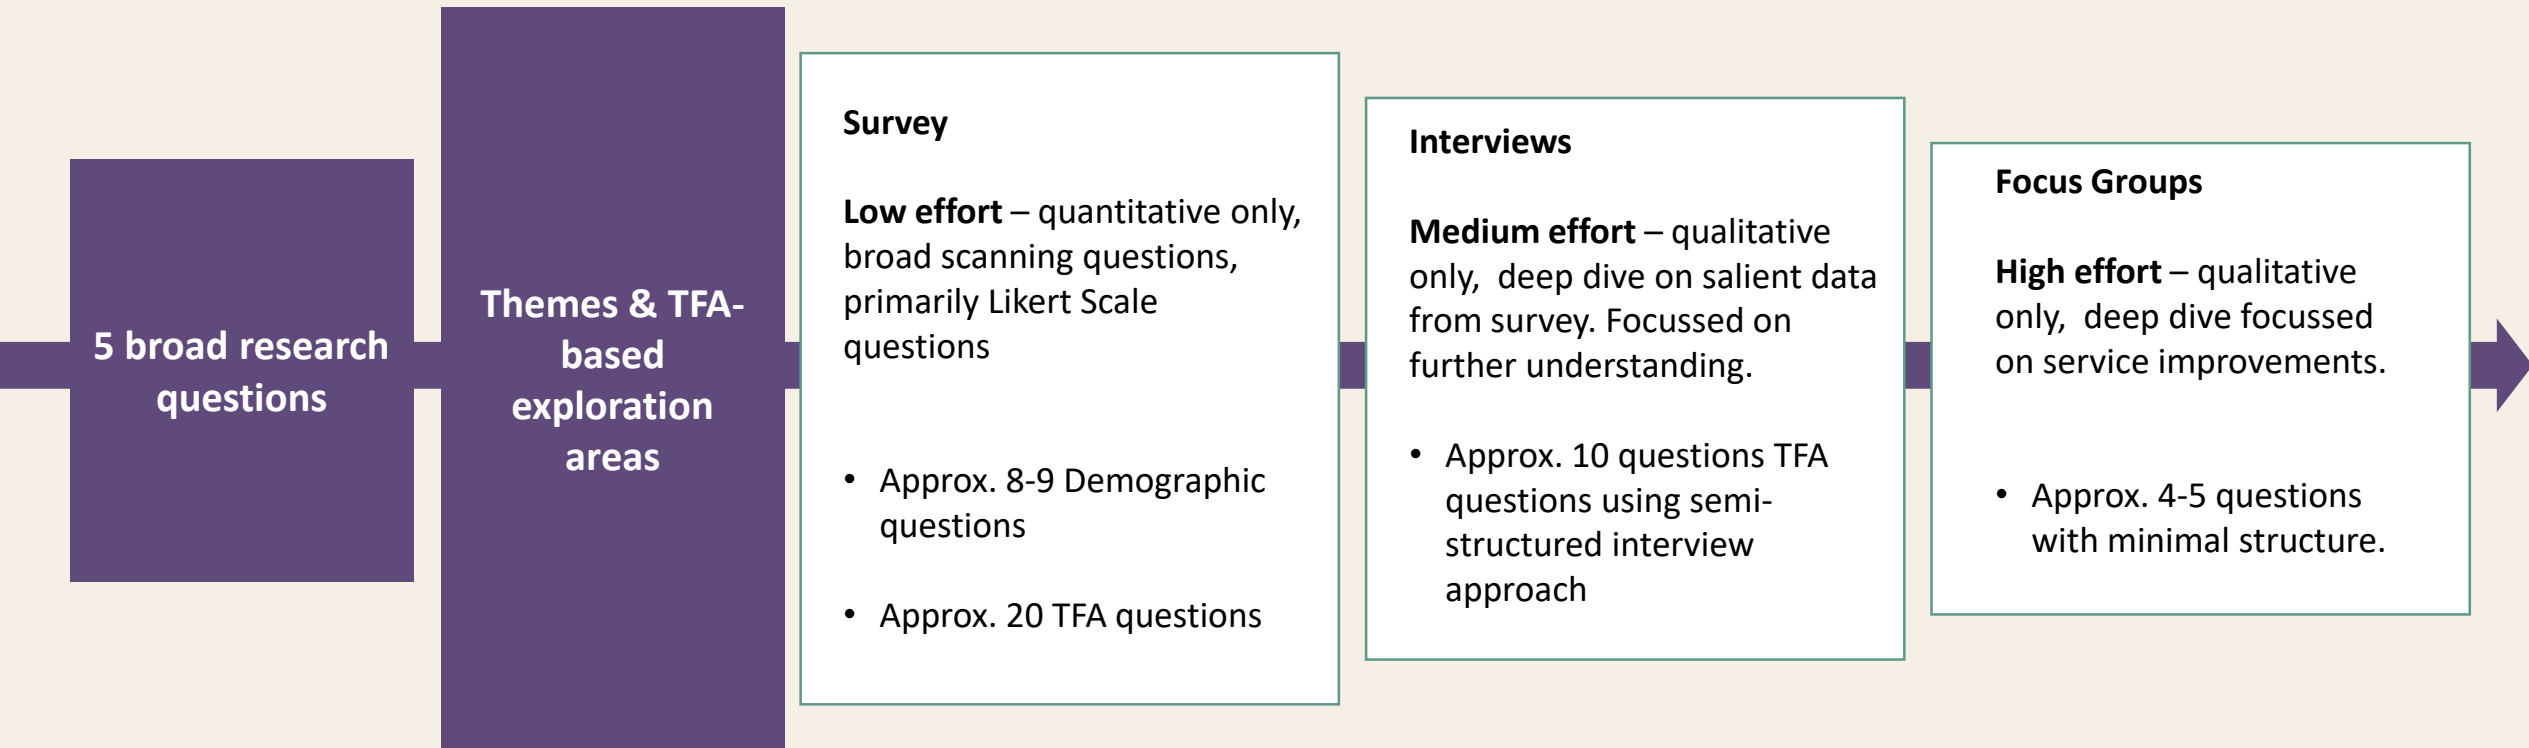 5 broad research
questions
Themes & TFA-
based
exploration
areas
Survey
Low effort – quantitative only,
broad scanning questions,
primarily Likert Scale
questions
• Approx. 8-9 Demographic
questions
• Approx. 20 TFA questions
Interviews
Medium effort – qualitative
only,  deep dive on salient data
from survey. Focussed on
further understanding.
• Approx. 10 questions TFA
questions using semi-
structured interview
approach
Focus Groups
High effort – qualitative
only,  deep dive focussed
on service improvements.
• Approx. 4-5 questions
with minimal structure.